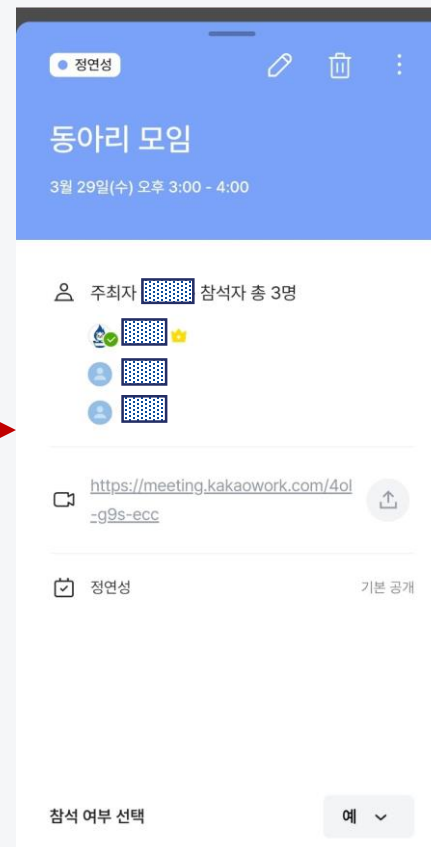 정연성
동아리 모임
3월 29일(수) 오후 3:00 - 4:00
주최자 참석자 총 3명
https://meeting.kakaowork.com/4ol
-g9s-ecc
정연성 기본 공개
참석 여부 선택 예